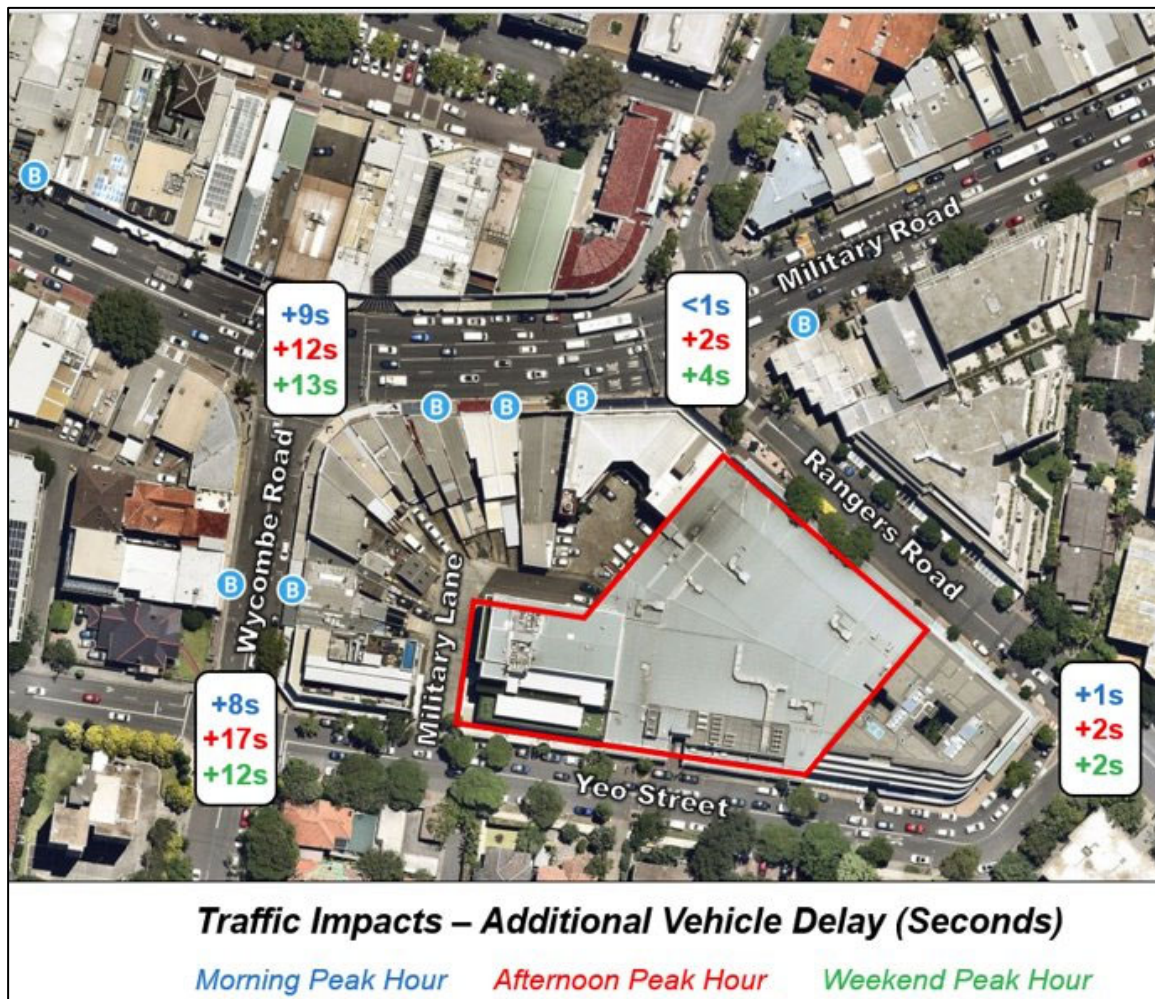 B
Military Road
+9s
+12s
+13s
<1s
+2s
+4s
B
B
B
B
Wycombe Road
Rangers Road
B
B
Military Lane
+8s
+17s
+12s
+1s
+2s
+2s
Yeo Street
Traffic Impacts – Additional Vehicle Delay (Seconds)
Morning Peak Hour Afternoon Peak Hour Weekend Peak Hour